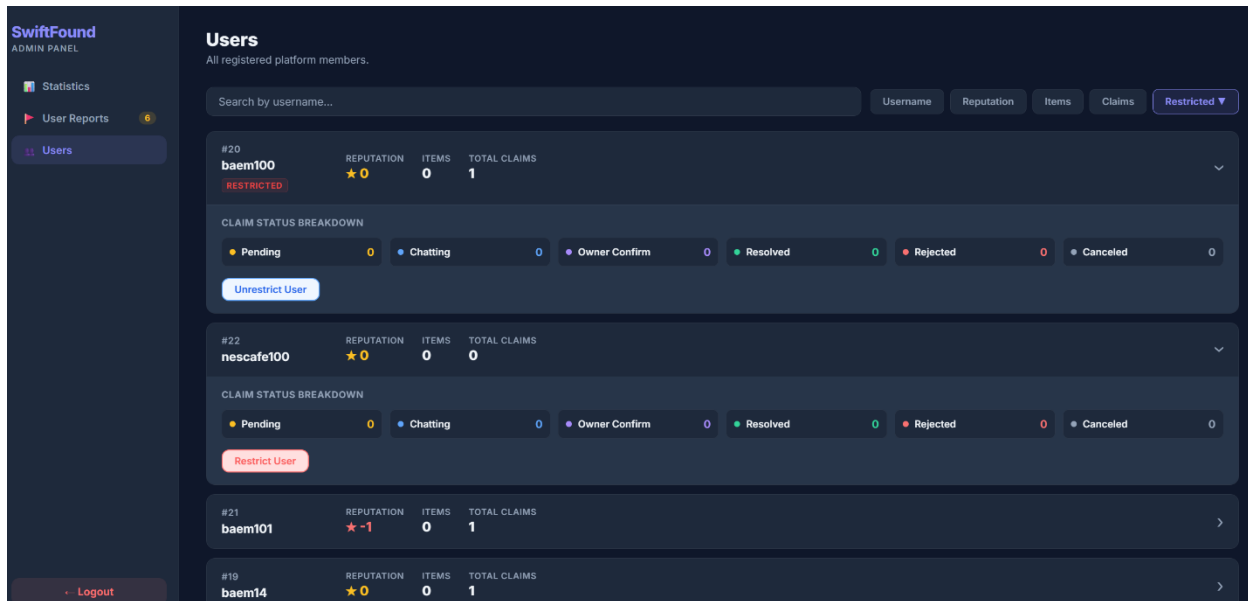 SwiftFound
ADMIN PANEL
Statistics
User Reports 6
Users
← Logout
Users
All registered platform members.
Search by username...
Username Reputation Items Claims Restricted ▼
#20
baem100
RESTRICTED
REPUTATION ITEMS TOTAL CLAIMS
★ 0 0 1
CLAIM STATUS BREAKDOWN
Pending 0 Chatting 0 Owner Confirm 0 Resolved 0 Rejected 0 Canceled 0
Unrestrict User
#22
nescafe100
REPUTATION ITEMS TOTAL CLAIMS
★ 0 0 0
CLAIM STATUS BREAKDOWN
Pending 0 Chatting 0 Owner Confirm 0 Resolved 0 Rejected 0 Canceled 0
Restrict User
#21
baem101
REPUTATION ITEMS TOTAL CLAIMS
★ -1 0 1
#19
baem14
REPUTATION ITEMS TOTAL CLAIMS
★ 0 0 1